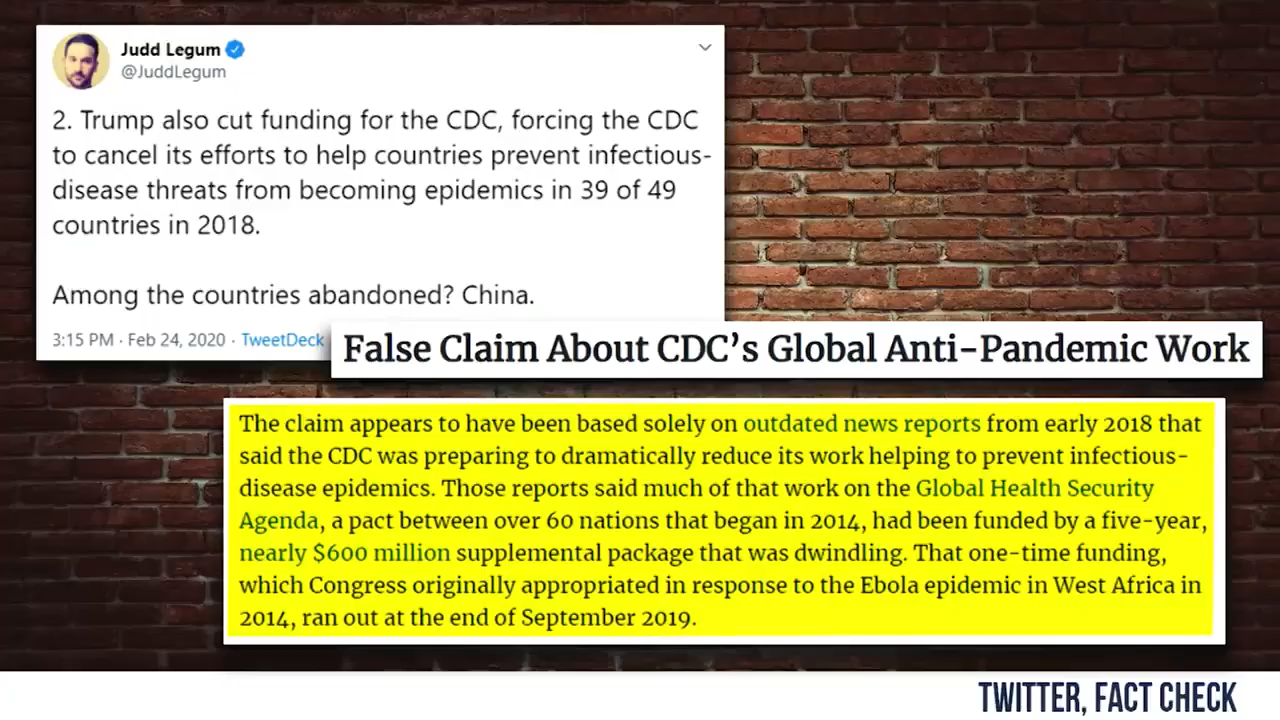 Judd Legum
@JuddLegum
2. Trump also cut funding for the CDC, forcing the CDC
to cancel its efforts to help countries prevent infectious-
disease threats from becoming epidemics in 39 of 49
countries in 2018.
Among the countries abandoned? China.
3:15 PM · Feb 24, 2020 · TweetDeck
False Claim About CDC’s Global Anti-Pandemic Work
The claim appears to have been based solely on outdated news reports from early 2018 that
said the CDC was preparing to dramatically reduce its work helping to prevent infectious-
disease epidemics. Those reports said much of that work on the Global Health Security
Agenda, a pact between over 60 nations that began in 2014, had been funded by a five-year,
nearly $600 million supplemental package that was dwindling. That one-time funding,
which Congress originally appropriated in response to the Ebola epidemic in West Africa in
2014, ran out at the end of September 2019.
TWITTER, FACT CHECK